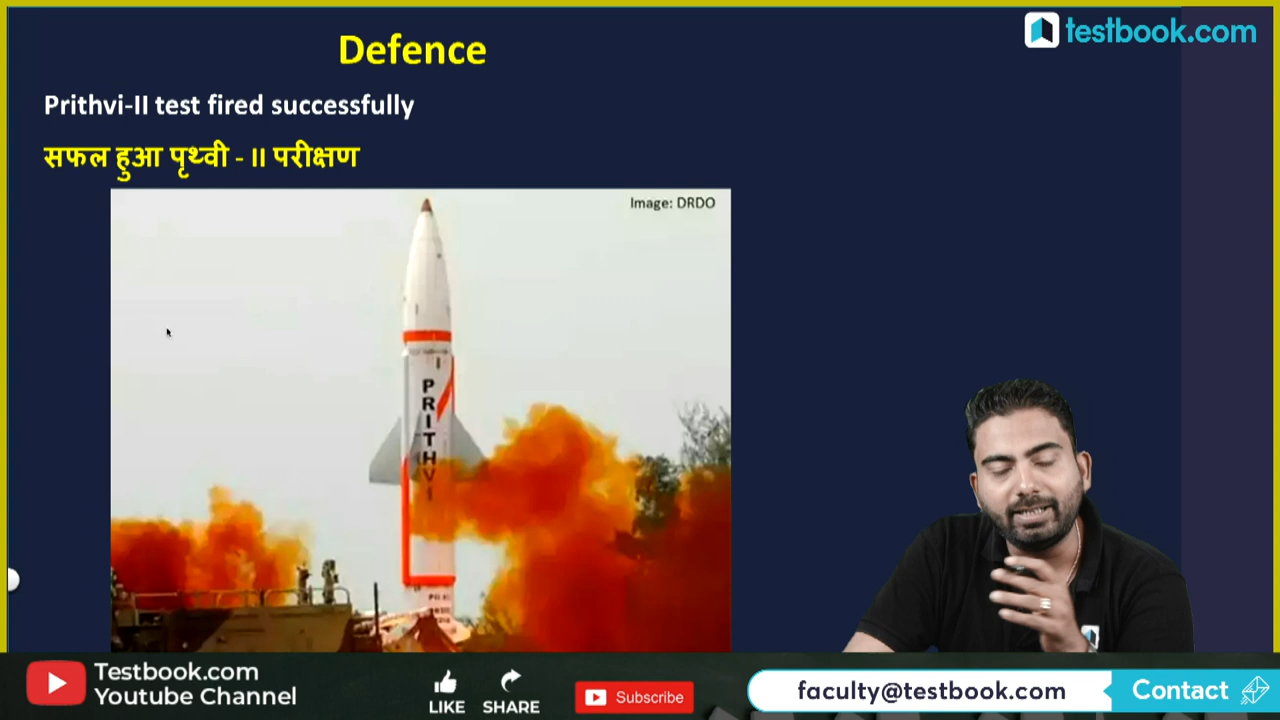 Defence
testbook.com
Prithvi-II test fired successfully
सफल हुआ पृथ्वी - II परीक्षण
Image: DRDO
PRITHVI
Testbook.com
Youtube Channel
LIKE
SHARE
Subscribe
faculty@testbook.com
Contact